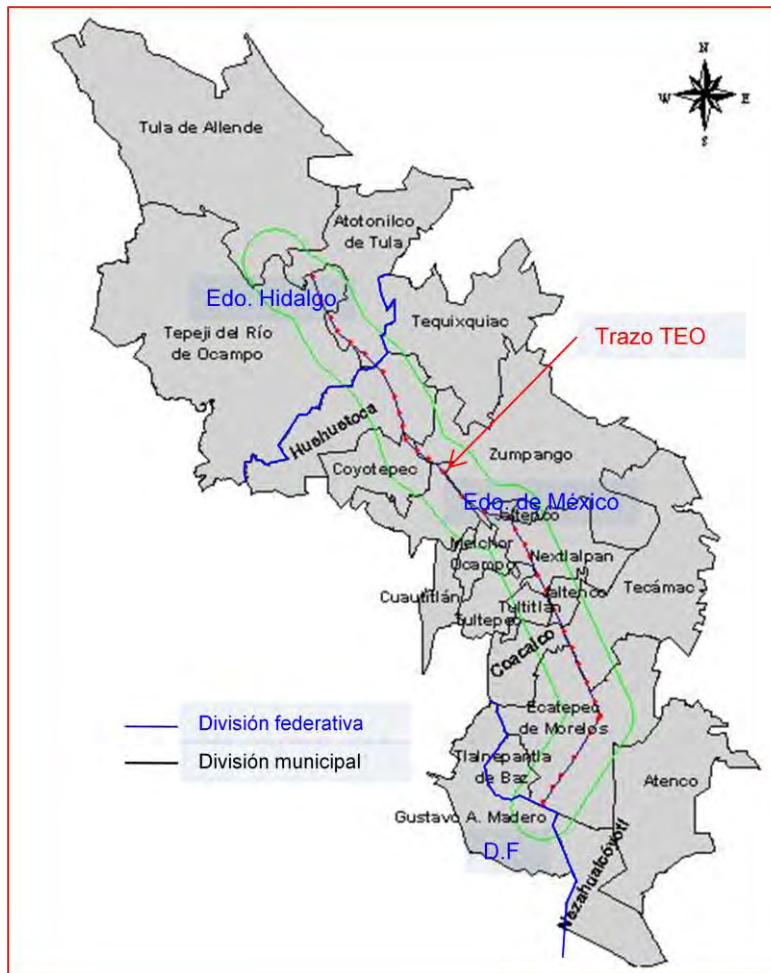 N
W E
S
Tula de Allende
Atotonilco
de Tula
Edo. Hidalgo
Tequixquiac
Tepeji del Río
de Ocampo
Trazo TEO
Huehuetoca
Zumpango
Coyotepec
Edo. de México
Jaltenco
Melchor
Ocampo
Nextlalpan
Cuautitlán
Jaltenco
Tecámac
Tultitlán
Tultepec
Coacalco
Ecatepec
de Morelos
División federativa
División municipal
Tlalnepantla
de Baz
Atenco
Gustavo A. Madero
D.F
Nezahualcóyotl